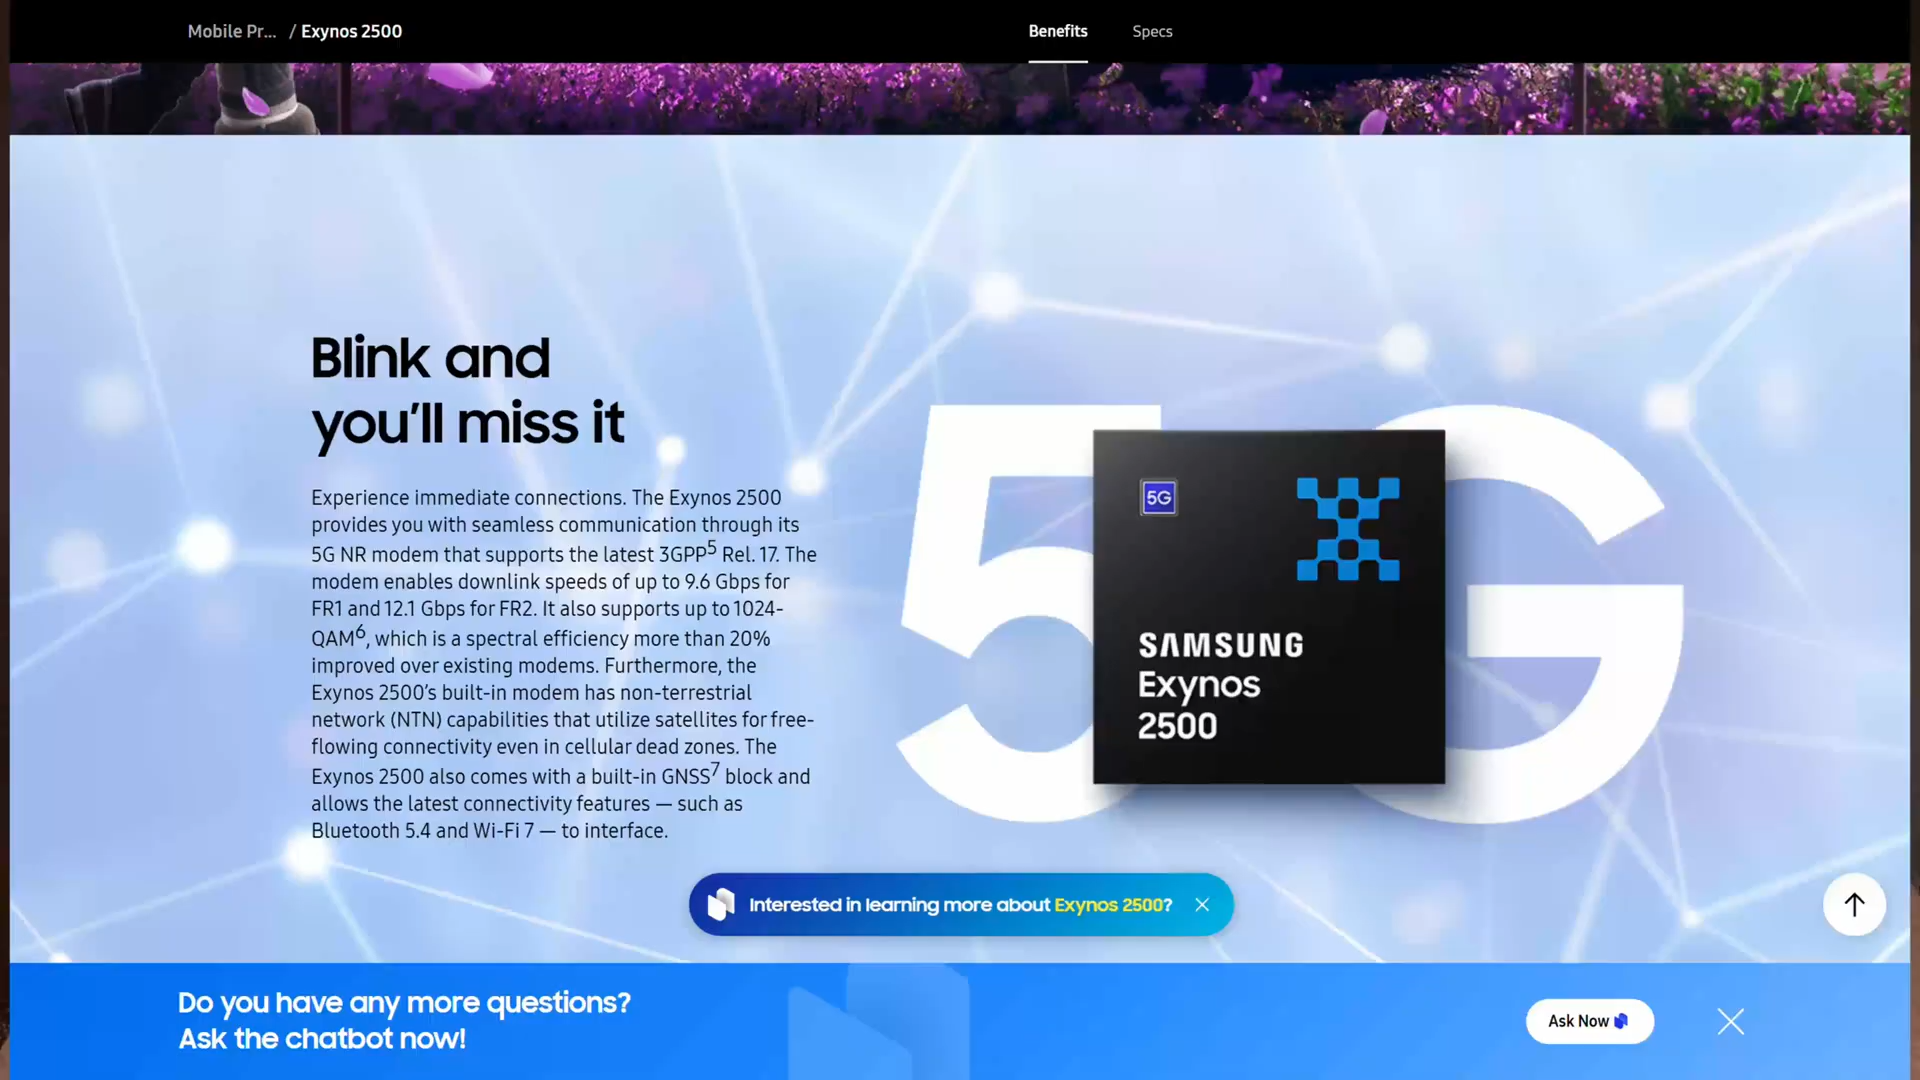 Mobile Pr... / Exynos 2500
Benefits
Specs
Blink and
you'll miss it
Experience immediate connections. The Exynos 2500
provides you with seamless communication through its
5G NR modem that supports the latest 3GPP5 Rel. 17. The
modem enables downlink speeds of up to 9.6 Gbps for
FR1 and 12.1 Gbps for FR2. It also supports up to 1024-
QAM6, which is a spectral efficiency more than 20%
improved over existing modems. Furthermore, the
Exynos 2500's built-in modem has non-terrestrial
network (NTN) capabilities that utilize satellites for free-
flowing connectivity even in cellular dead zones. The
Exynos 2500 also comes with a built-in GNSS7 block and
allows the latest connectivity features — such as
Bluetooth 5.4 and Wi-Fi 7 — to interface.
5G
5G
SAMSUNG
Exynos
2500
Interested in learning more about Exynos 2500?
Do you have any more questions?
Ask the chatbot now!
Ask Now